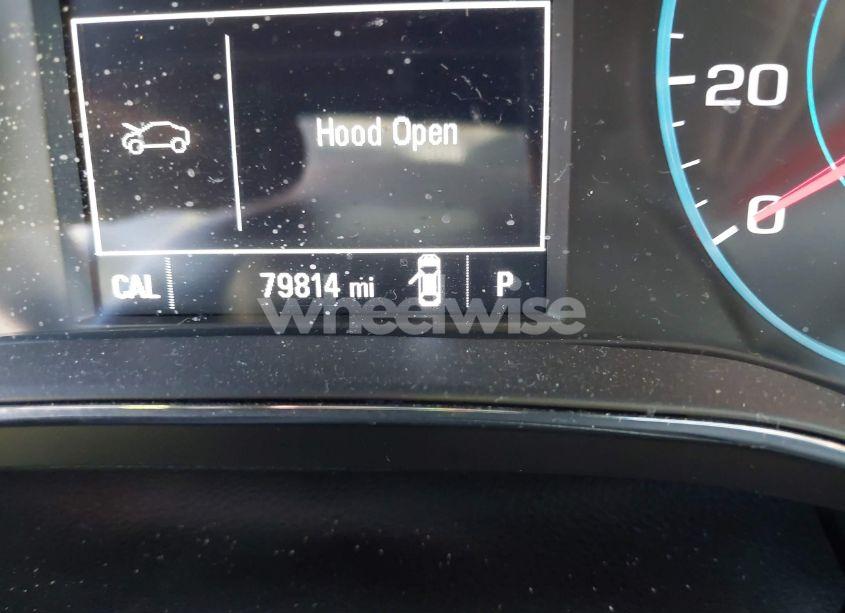 20
Hood Open
0
CAL 79814 mi P
wheelwise